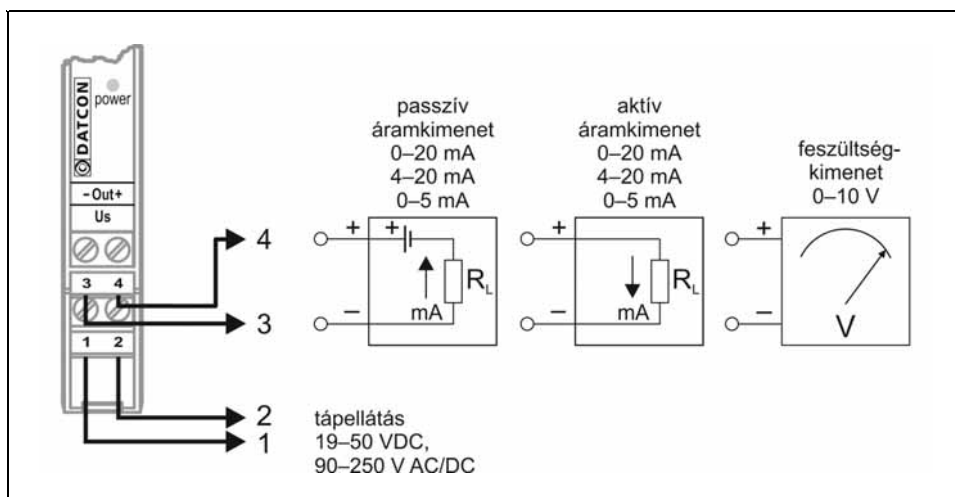 DATCON
power
-Out+
Us
3 4
1 2
4
3
2
1
passzív
áramkimenet
0–20 mA
4–20 mA
0–5 mA
+ +
mA
RL
–
aktív
áramkimenet
0–20 mA
4–20 mA
0–5 mA
+
mA
RL
–
feszültség-
kimenet
0–10 V
+
–
V
tápellátás
19–50 VDC,
90–250 V AC/DC